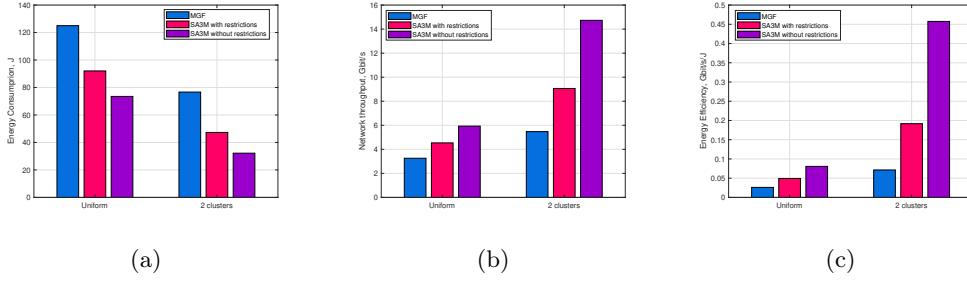 140
120
100
80
60
40
20
0
Energy Consumprion, J
MGF
SA3M with restrictions
SA3M without restrictions
Uniform
2 clusters
(a)
16
14
12
10
8
6
4
2
0
Network throughput, Gbit/s
MGF
SA3M with restrictions
SA3M without restrictions
Uniform
2 clusters
(b)
0.5
0.45
0.4
0.35
0.3
0.25
0.2
0.15
0.1
0.05
0
Energy Efficiency, Gbit/s/J
MGF
SA3M with restrictions
SA3M without restrictions
Uniform
2 clusters
(c)